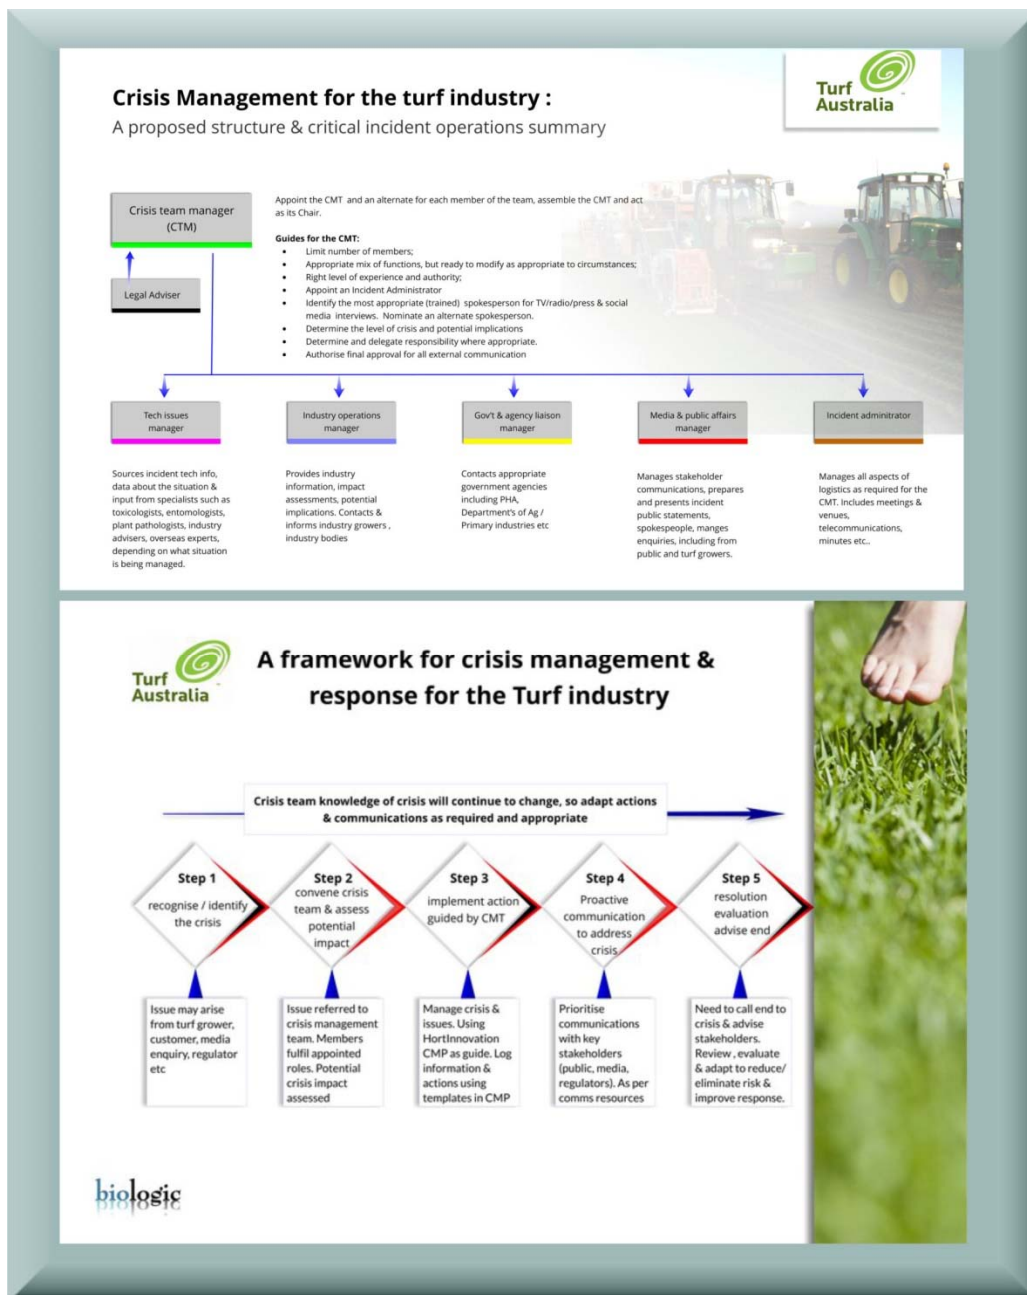 Crisis Management for the turf industry :
A proposed structure & critical incident operations summary
Turf
Australia
Crisis team manager
(CTM)
Legal Adviser
Appoint the CMT and an alternate for each member of the team, assemble the CMT and act
as its Chair.
Guides for the CMT:
• Limit number of members;
• Appropriate mix of functions, but ready to modify as appropriate to circumstances;
• Right level of experience and authority;
• Appoint an Incident Administrator
• Identify the most appropriate (trained) spokesperson for TV/radio/press & social
media interviews. Nominate an alternate spokesperson.
• Determine the level of crisis and potential implications
• Determine and delegate responsibility where appropriate.
• Authorise final approval for all external communication
Tech issues
manager
Sources incident tech info,
data about the situation &
input from specialists such as
toxicologists, entomologists,
plant pathologists, industry
advisers, overseas experts,
depending on what situation
is being managed.
Industry operations
manager
Provides industry
information, impact
assessments, potential
implications. Contacts &
informs industry growers ,
industry bodies
Gov't & agency liaison
manager
Contacts appropriate
government agencies
including PHA,
Department's of Ag /
Primary industries etc
Media & public affairs
manager
Manages stakeholder
communications, prepares
and presents incident
public statements,
spokespeople, manges
enquiries, including from
public and turf growers.
Incident adminitrator
Manages all aspects of
logistics as required for the
CMT. Includes meetings &
venues,
telecommunications,
minutes etc..
Turf
Australia
A framework for crisis management &
response for the Turf industry
Crisis team knowledge of crisis will continue to change, so adapt actions
& communications as required and appropriate
Step 1
recognise / identify
the crisis
Issue may arise
from turf grower,
customer, media
enquiry, regulator
etc
Step 2
convene crisis
team & assess
potential
impact
Issue referred to
crisis management
team. Members
fulfil appointed
roles. Potential
crisis impact
assessed
Step 3
implement action
guided by CMT
Manage crisis &
issues. Using
HortInnovation
CMP as guide. Log
information &
actions using
templates in CMP
Step 4
Proactive
communication
to address
crisis
Prioritise
communications
with key
stakeholders
(public, media,
regulators). As per
comms resources
Step 5
resolution
evaluation
advise end
Need to call end to
crisis & advise
stakeholders.
Review , evaluate
& adapt to reduce/
eliminate risk &
improve response.
biologic